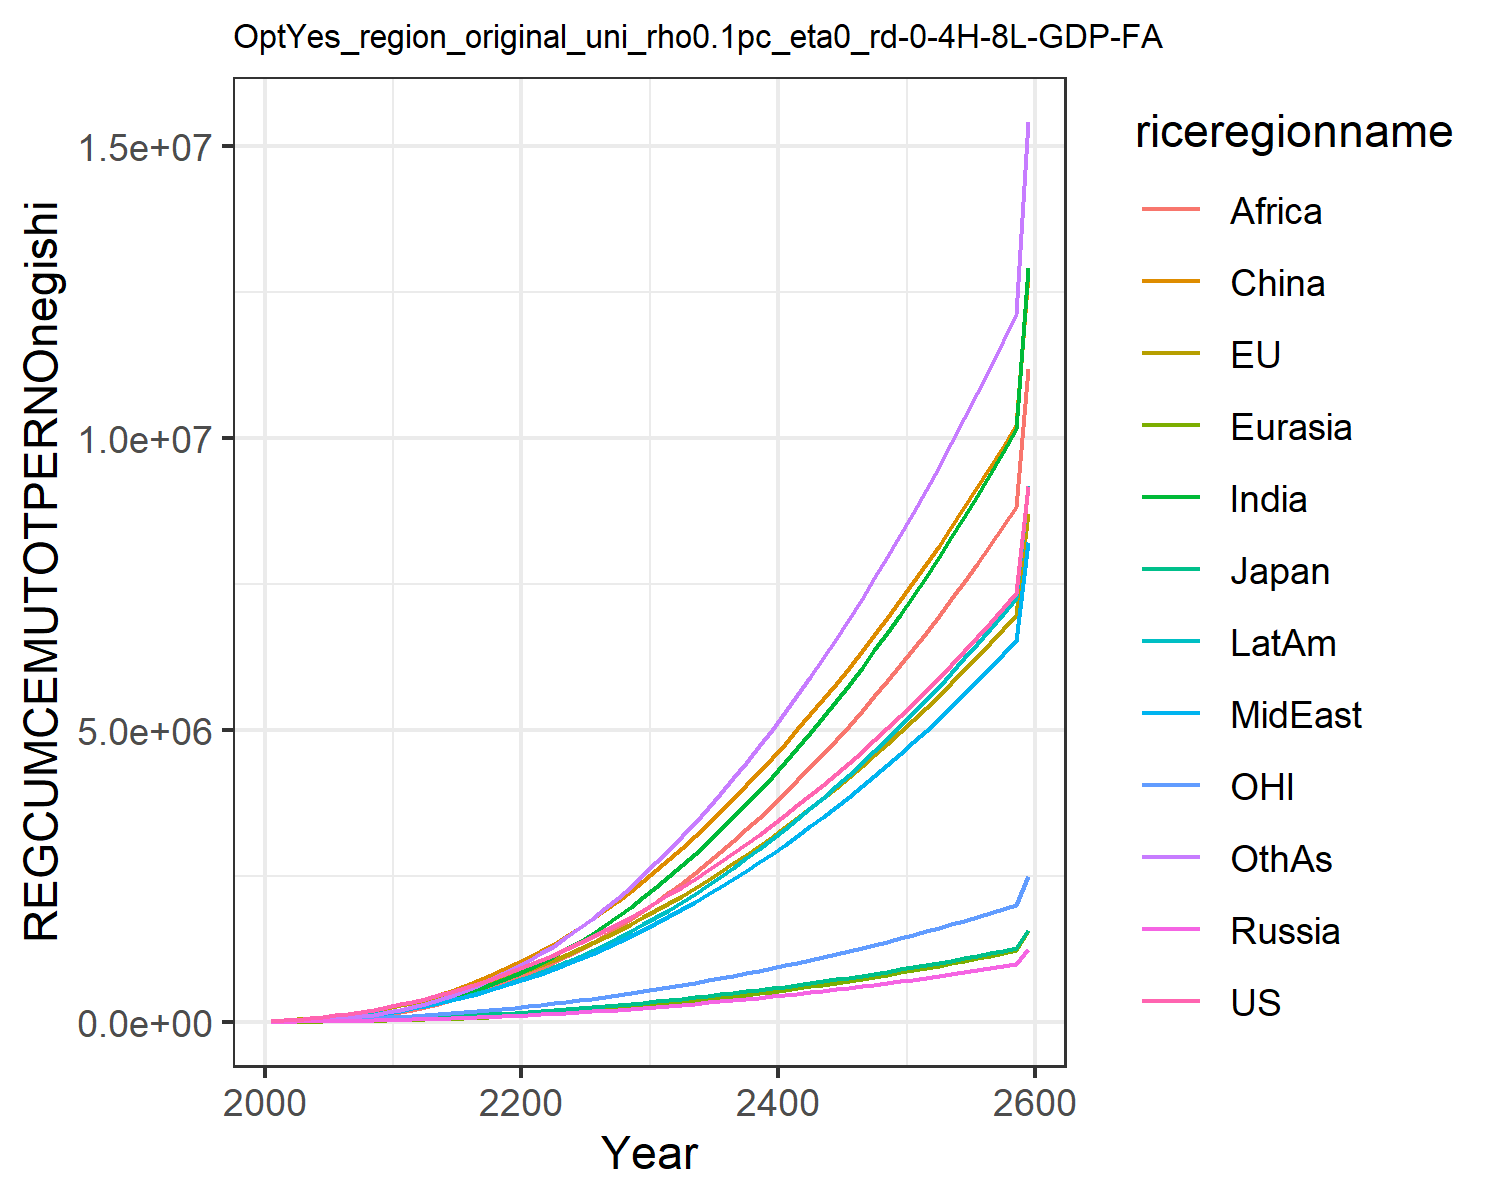 OptYes_region_original_uni_rho0.1pc_eta0_rd-0-4H-8L-GDP-FA
REGCUMCEMUTOTPERNOnegishi
1.5e+07
1.0e+07
5.0e+06
0.0e+00
2000
2200
2400
2600
Year
riceregionname
Africa
China
EU
Eurasia
India
Japan
LatAm
MidEast
OHI
OthAs
Russia
US